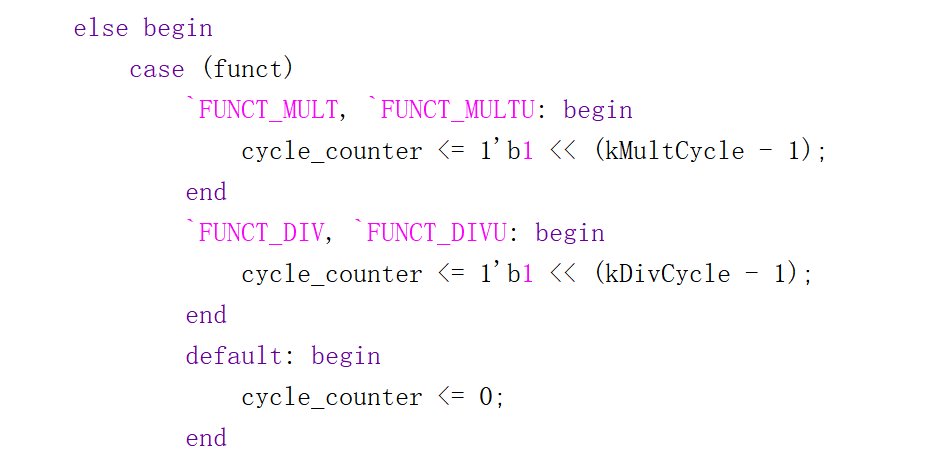 else begin
case (funct)
`FUNCT_MULT, `FUNCT_MULTU: begin
cycle_counter <= 1'b1 << (kMultCycle - 1);
end
`FUNCT_DIV, `FUNCT_DIVU: begin
cycle_counter <= 1'b1 << (kDivCycle - 1);
end
default: begin
cycle_counter <= 0;
end